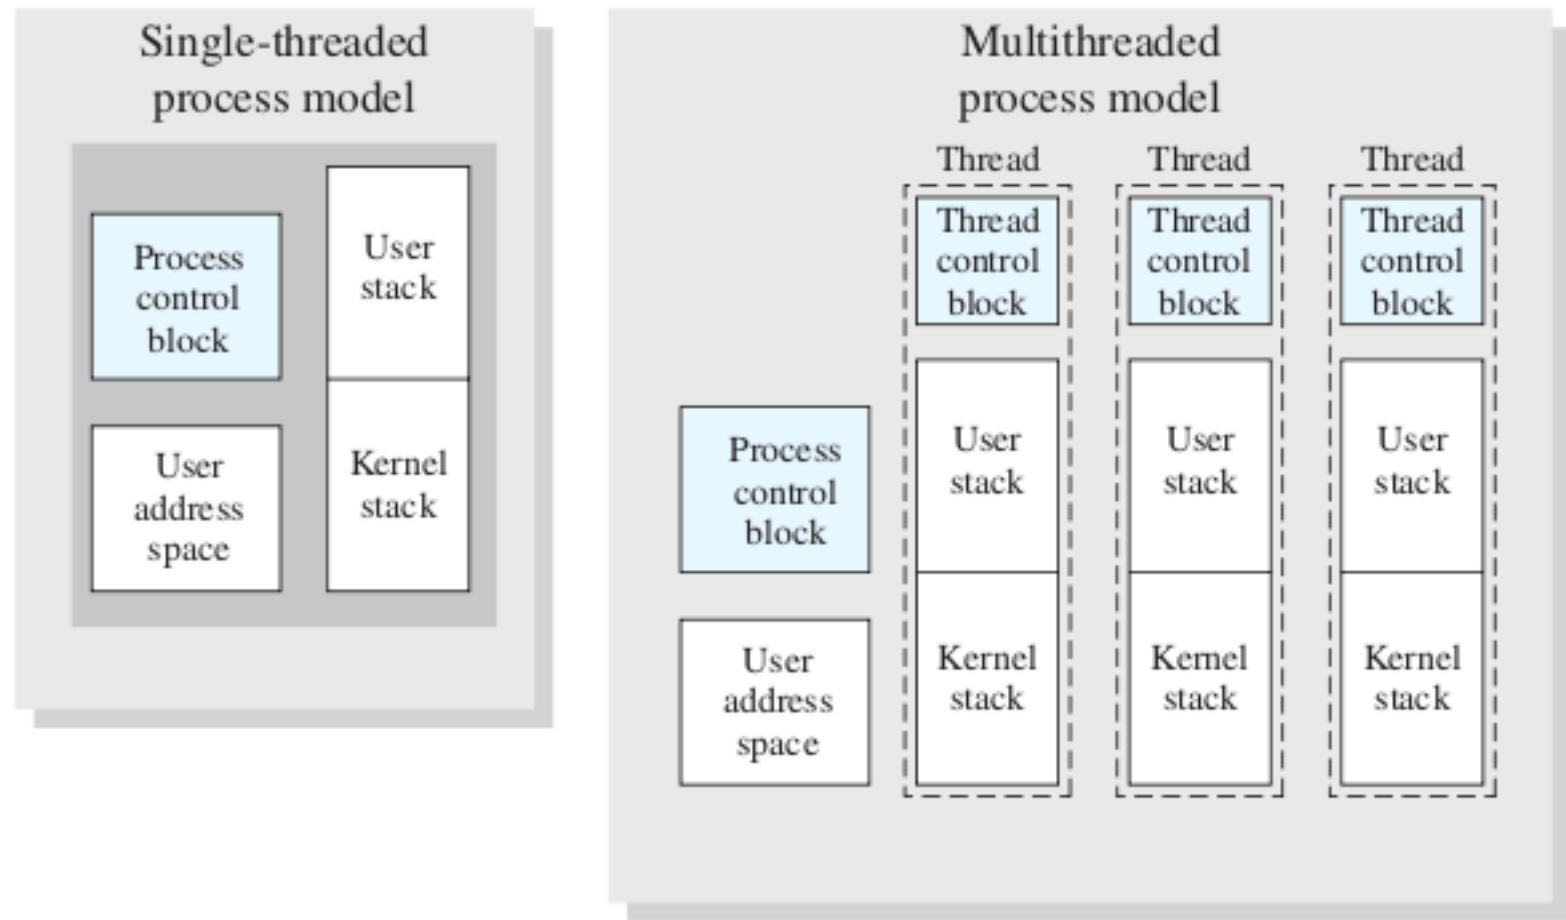 Single-threaded
process model
Process
control
block
User
stack
User
address
space
Kernel
stack
Multithreaded
process model
Thread
Thread
Thread
Thread
control
block
Thread
control
block
Thread
control
block
Process
control
block
User
stack
User
stack
User
stack
User
address
space
Kernel
stack
Kernel
stack
Kernel
stack